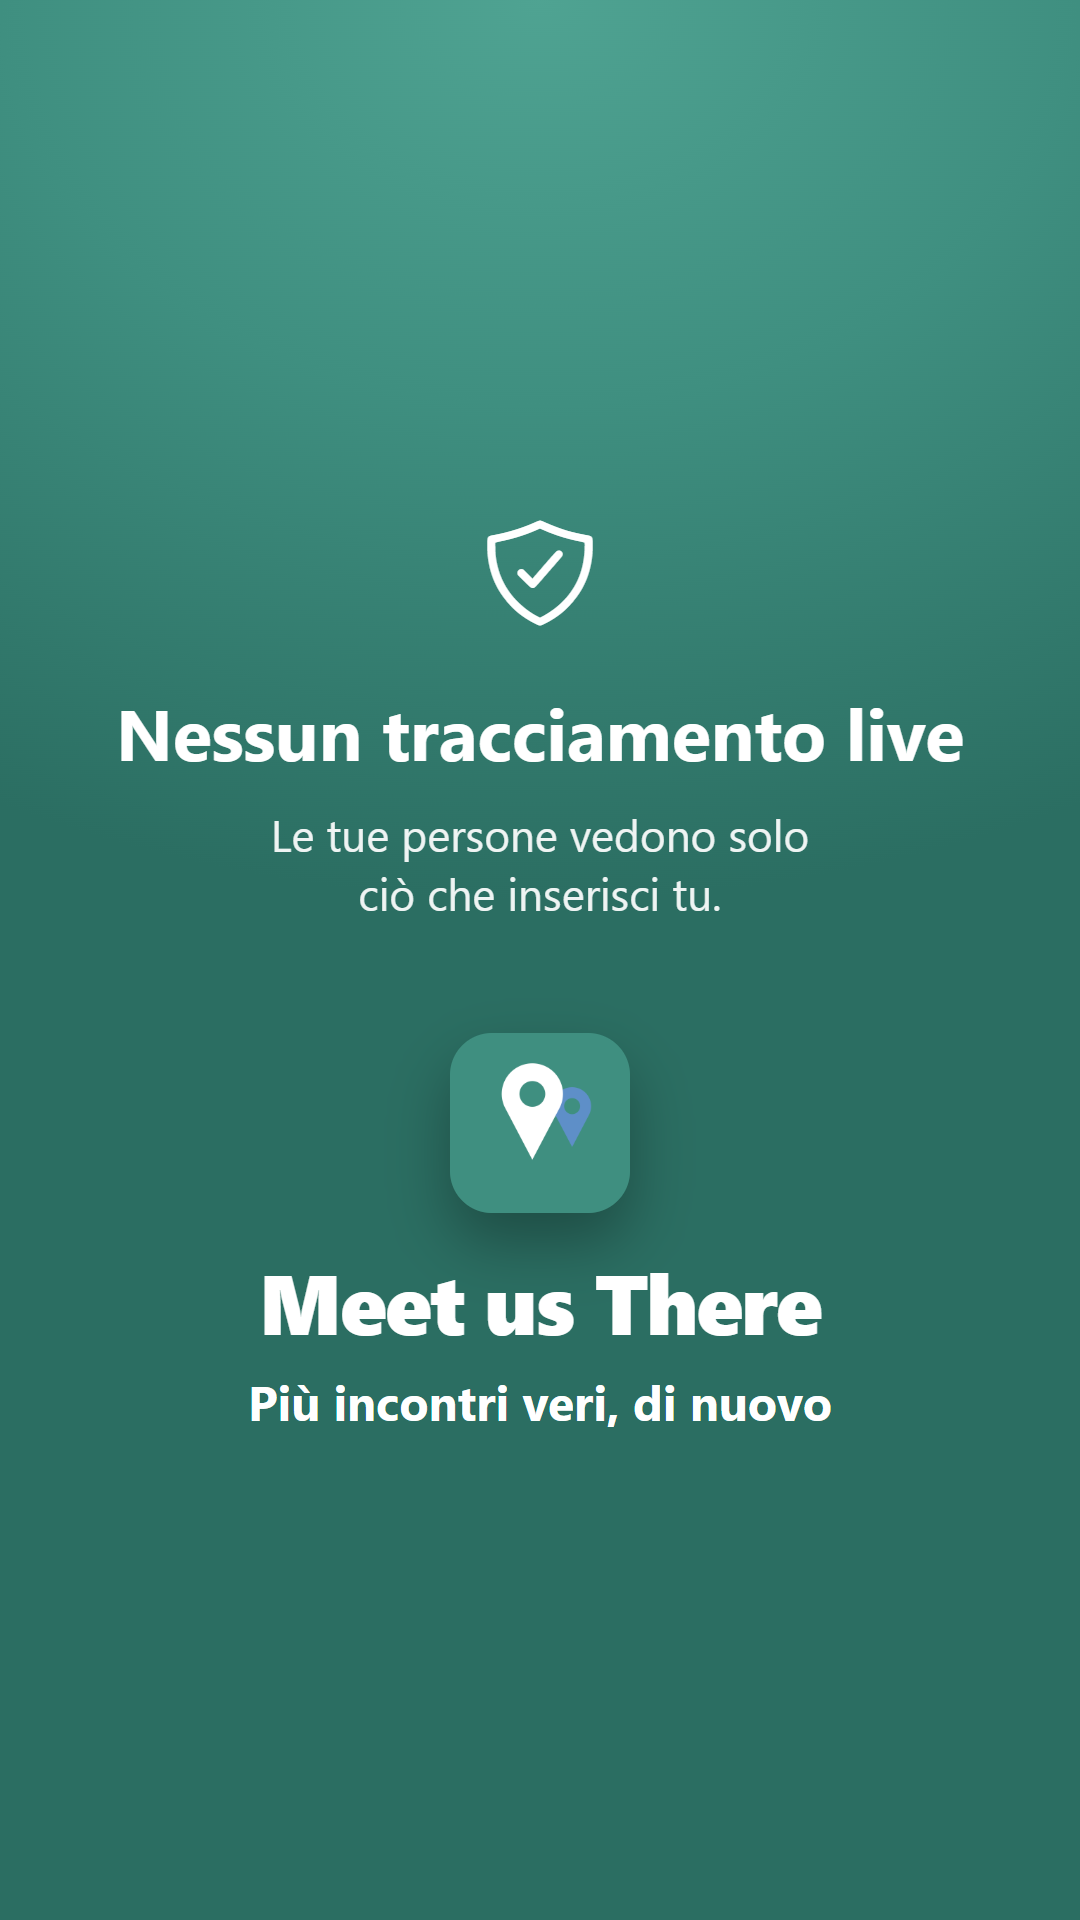 Nessun tracciamento live
Le tue persone vedono solo
ciò che inserisci tu.
Meet us There
Più incontri veri, di nuovo